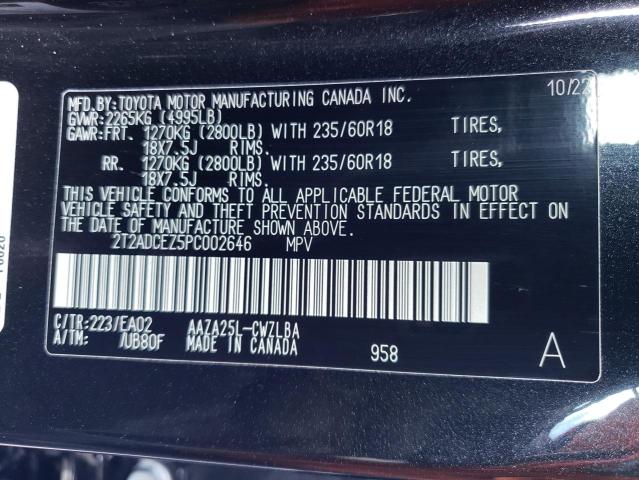 MFD.BY:TOYOTA MOTOR MANUFACTURING CANADA INC. 10/22
GVWR:2265KG (4995LB)
GAWR:FRT. 1270KG (2800LB) WITH 235/60R18 TIRES,
18X7.5J RIMS.
RR. 1270KG (2800LB) WITH 235/60R18 TIRES,
18X7.5J RIMS.
THIS VEHICLE CONFORMS TO ALL APPLICABLE FEDERAL MOTOR
VEHICLE SAFETY AND THEFT PREVENTION STANDARDS IN EFFECT ON
THE DATE OF MANUFACTURE SHOWN ABOVE.
2T2ADCEZ5PC002646 MPV
C/TR:223/EA02 AAZA25L-CWZLBA
A/TM: /UB80F MADE IN CANADA 958 A